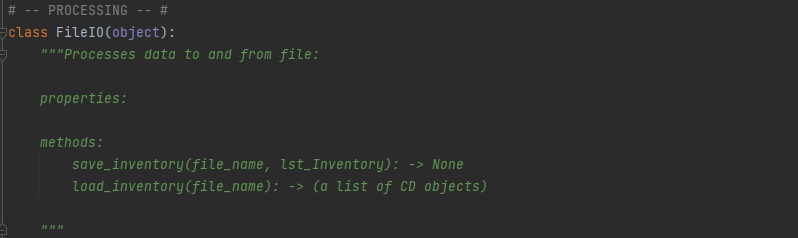 # -- PROCESSING -- #
class FileIO(object):
    """Processes data to and from file:
    properties:
    methods:
        save_inventory(file_name, lst_Inventory): -> None
        load_inventory(file_name): -> (a list of CD objects)
    """